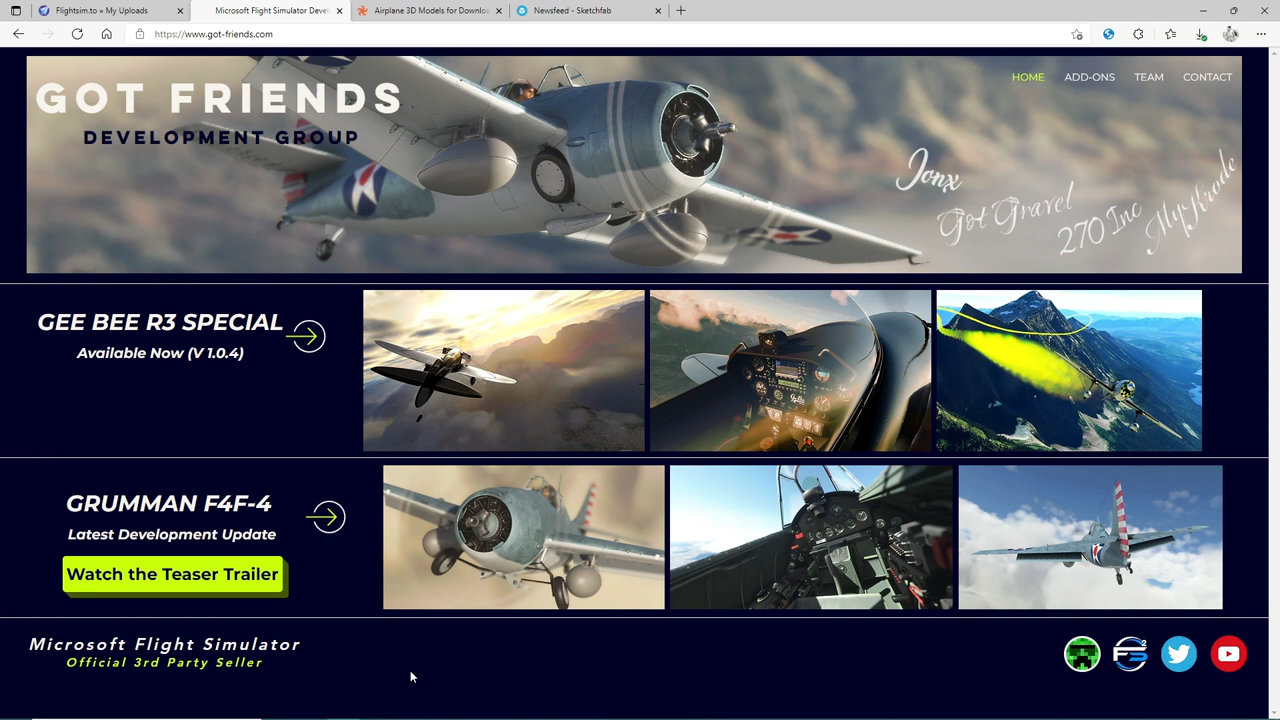 Flightsim.to » My Uploads
Microsoft Flight Simulator Deve
Airplane 3D Models for Downlo
Newsfeed - Sketchfab
https://www.got-friends.com
GOT FRIENDS
DEVELOPMENT GROUP
HOME ADD-ONS TEAM CONTACT
Jonx
Got Gravel
270 Inc
MyKrode
GEE BEE R3 SPECIAL
Available Now (V 1.0.4)
GRUMMAN F4F-4
Latest Development Update
Watch the Teaser Trailer
Microsoft Flight Simulator
Official 3rd Party Seller
FS2